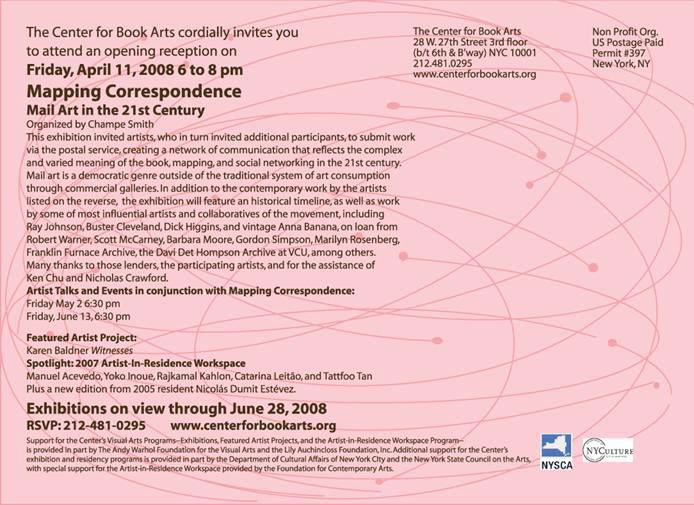 The Center for Book Arts cordially invites you
to attend an opening reception on
Friday, April 11, 2008 6 to 8 pm
Mapping Correspondence
Mail Art in the 21st Century
Organized by Champe Smith
This exhibition invited artists, who in turn invited additional participants, to submit work
via the postal service, creating a network of communication that reflects the complex
and varied meaning of the book, mapping, and social networking in the 21st century.
Mail art is a democratic genre outside of the traditional system of art consumption
through commercial galleries. In addition to the contemporary work by the artists
listed on the reverse, the exhibition will feature an historical timeline, as well as work
by some of most influential artists and collaboratives of the movement, including
Ray Johnson, Buster Cleveland, Dick Higgins, and vintage Anna Banana, on loan from
Robert Warner, Scott McCarney, Barbara Moore, Gordon Simpson, Marilyn Rosenberg,
Franklin Furnace Archive, the Davi Det Hompson Archive at VCU, among others.
Many thanks to those lenders, the participating artists, and for the assistance of
Ken Chu and Nicholas Crawford.
Artist Talks and Events in conjunction with Mapping Correspondence:
Friday May 2 6:30 pm
Friday, June 13, 6:30 pm
Featured Artist Project:
Karen Baldner Witnesses
Spotlight: 2007 Artist-In-Residence Workspace
Manuel Acevedo, Yoko Inoue, Rajkamal Kahlon, Catarina Leitão, and Tattfoo Tan
Plus a new edition from 2005 resident Nicolás Dumit Estévez.
Exhibitions on view through June 28, 2008
RSVP: 212-481-0295 www.centerforbookarts.org
Support for the Center's Visual Arts Programs—Exhibitions, Featured Artist Projects, and the Artist-in-Residence Workspace Program—
is provided in part by The Andy Warhol Foundation for the Visual Arts and the Lily Auchincloss Foundation, Inc. Additional support for the Center's
exhibition and residency programs is provided in part by the Department of Cultural Affairs of New York City and the New York State Council on the Arts,
with special support for the Artist-in-Residence Workspace provided by the Foundation for Contemporary Arts.
The Center for Book Arts
28 W. 27th Street 3rd floor
(b/t 6th & B'way) NYC 10001
212.481.0295
www.centerforbookarts.org
Non Profit Org.
US Postage Paid
Permit #397
New York, NY
NYSCA
NYCULTURE